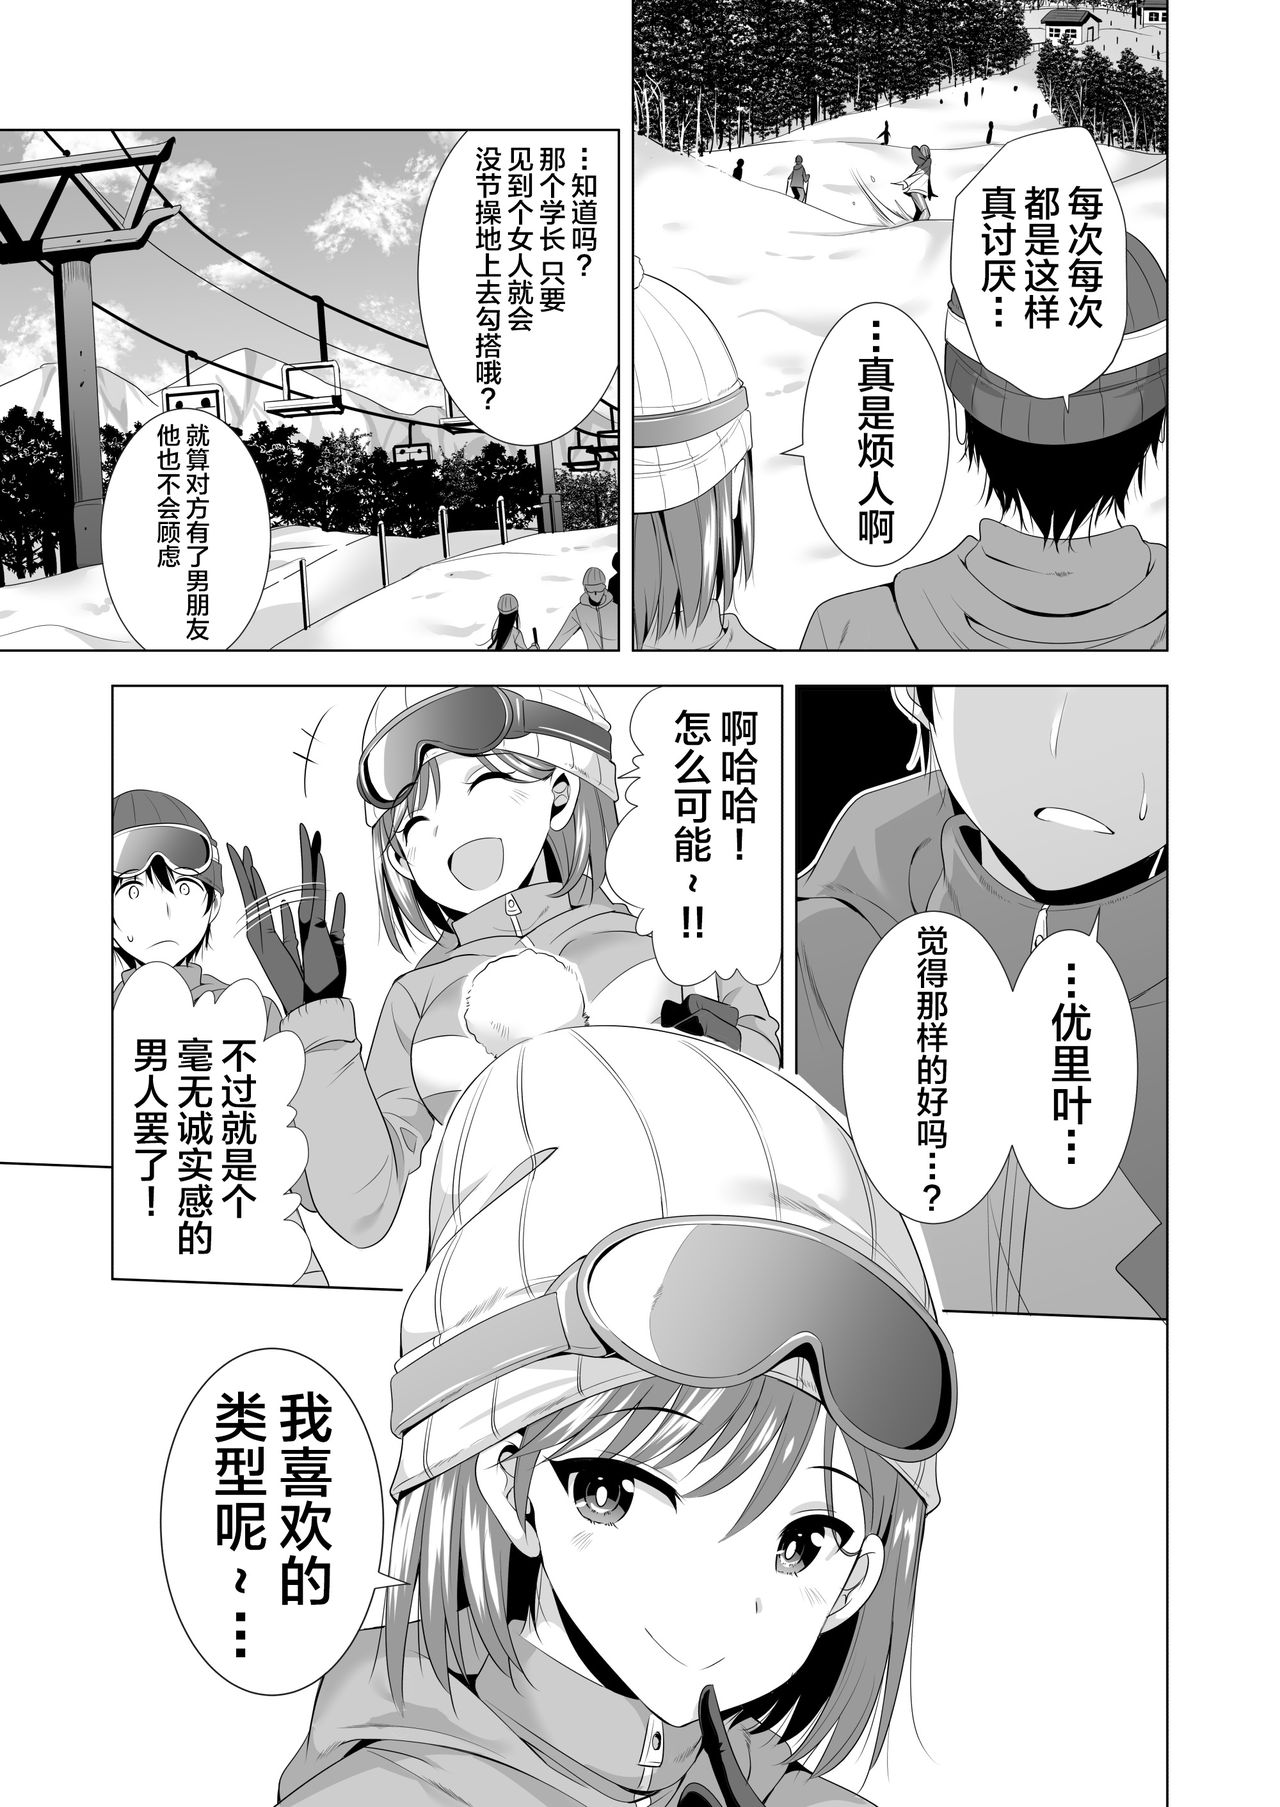 每次每次
都是这样
真讨厌…
…真是烦人啊
…知道吗？
那个学长 只要
见到个女人就会
没节操地上去勾搭哦？
就算对方有了男朋友
他也不会顾虑
…优里叶…
觉得那样的好吗…？
啊哈哈！
怎么可能~!!
不过就是个
毫无诚实感的
男人罢了！
我喜欢的
类型呢~…